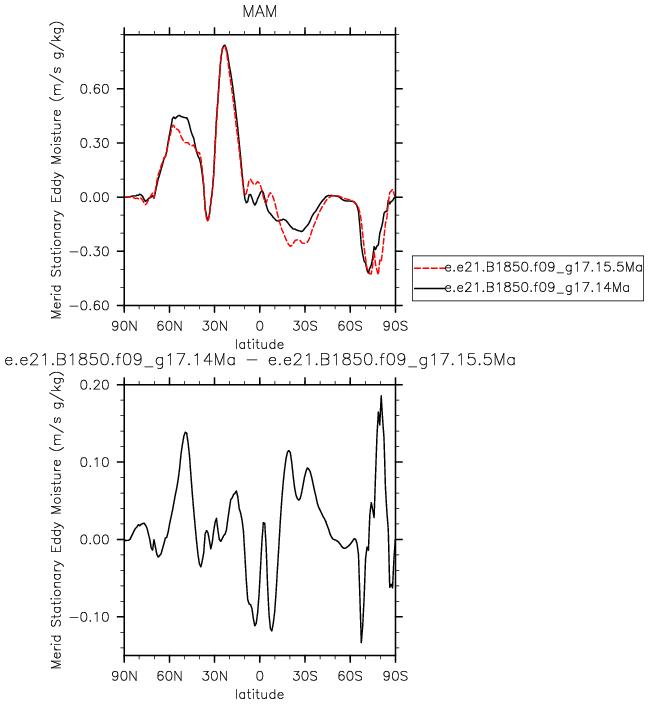 MAM
Merid Stationary Eddy Moisture (m/s g/kg)
0.60
0.30
0.00
−0.30
−0.60
90N 60N 30N 0 30S 60S 90S
latitude
e.e21.B1850.f09_g17.15.5Ma
e.e21.B1850.f09_g17.14Ma
e.e21.B1850.f09_g17.14Ma − e.e21.B1850.f09_g17.15.5Ma
Merid Stationary Eddy Moisture (m/s g/kg)
0.20
0.10
0.00
−0.10
90N 60N 30N 0 30S 60S 90S
latitude